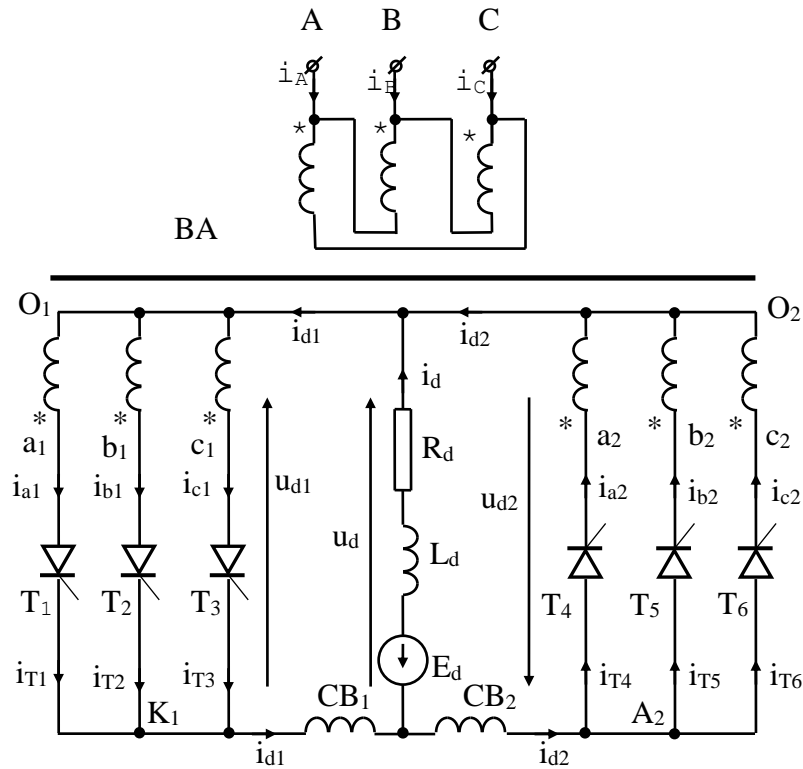 A B C
i_A i_B i_C
* * *
BA
O₁ O₂
i_d1 i_d2
i_d
* * * * * *
a₁ b₁ c₁ a₂ b₂ c₂
R_d
i_a1 i_b1 i_c1 u_d1 u_d2 i_a2 i_b2 i_c2
u_d L_d
T₁ T₂ T₃ T₄ T₅ T₆
i_T1 i_T2 i_T3 E_d i_T4 i_T5 i_T6
K₁ CB₁ CB₂ A₂
i_d1 i_d2